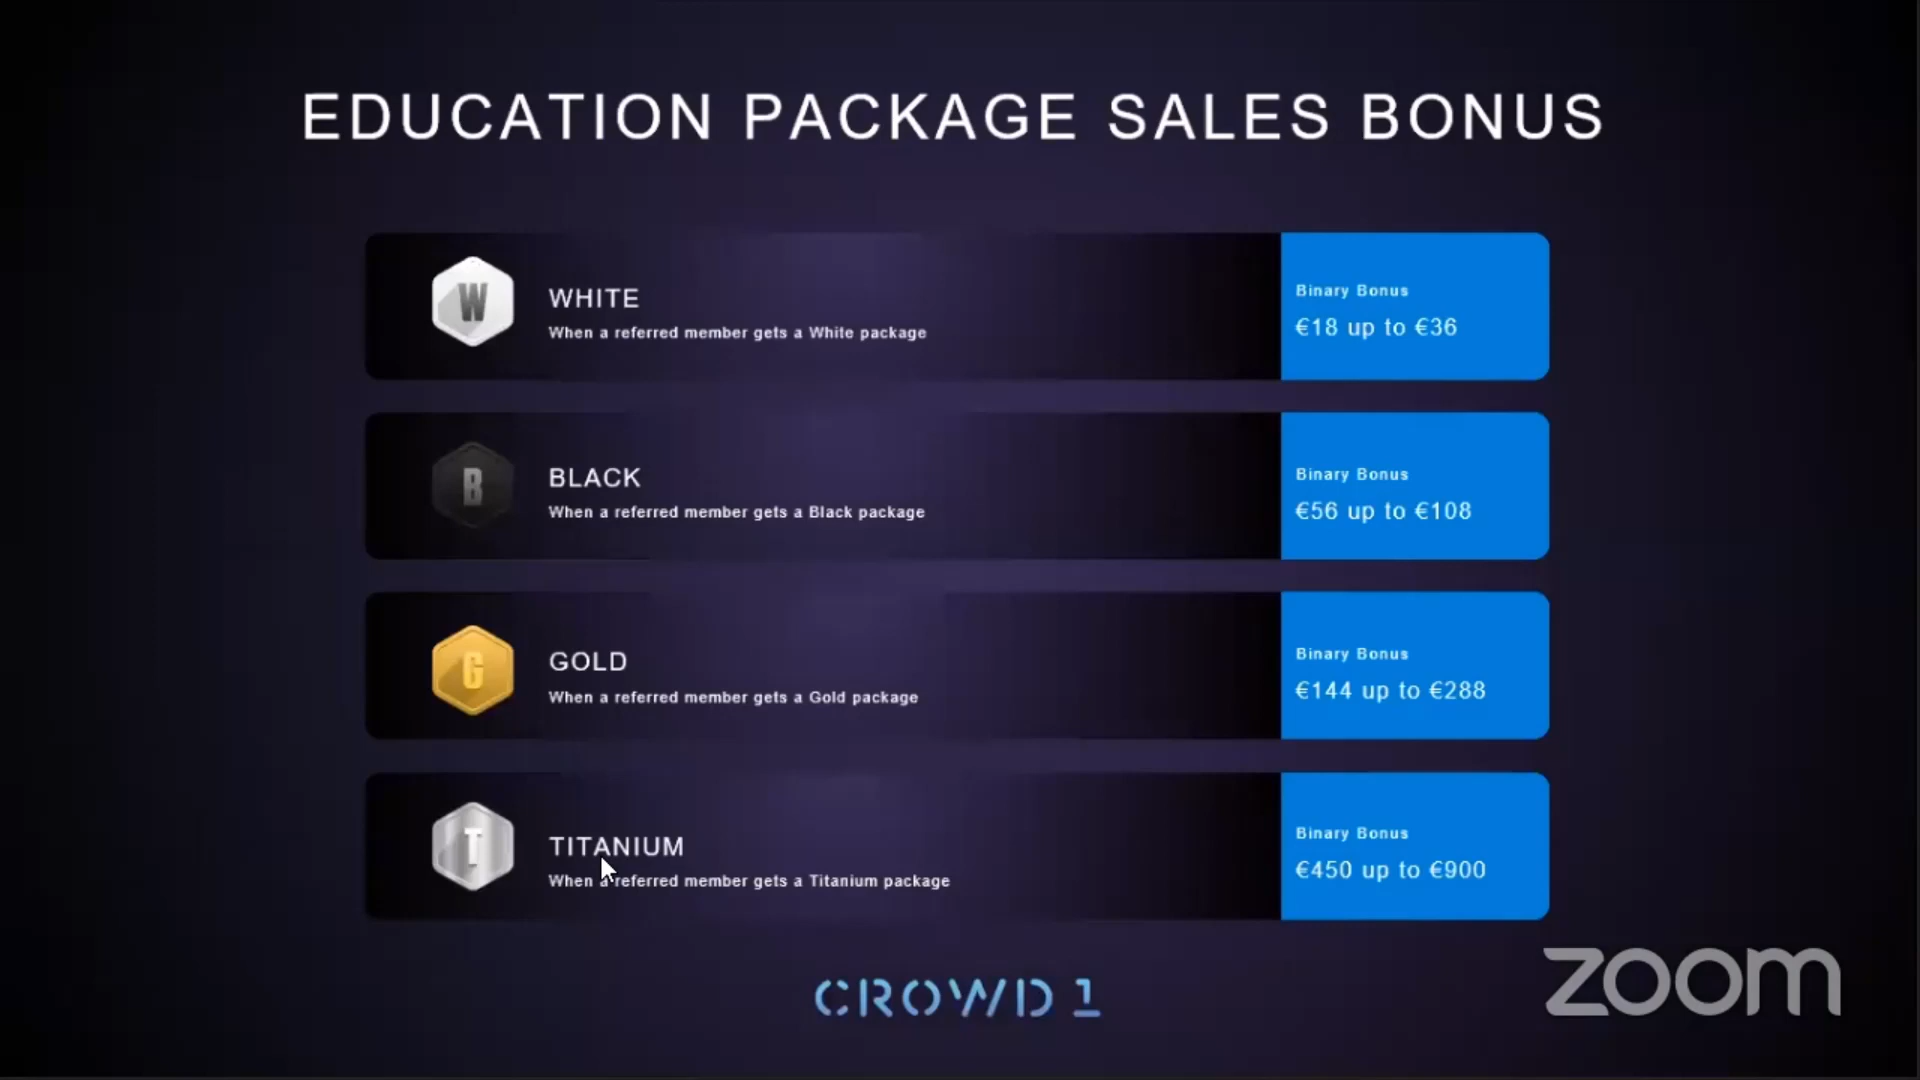 EDUCATION PACKAGE SALES BONUS
W
WHITE
When a referred member gets a White package
Binary Bonus
€18 up to €36
B
BLACK
When a referred member gets a Black package
Binary Bonus
€56 up to €108
G
GOLD
When a referred member gets a Gold package
Binary Bonus
€144 up to €288
T
TITANIUM
When a referred member gets a Titanium package
Binary Bonus
€450 up to €900
CROWD 1
zoom